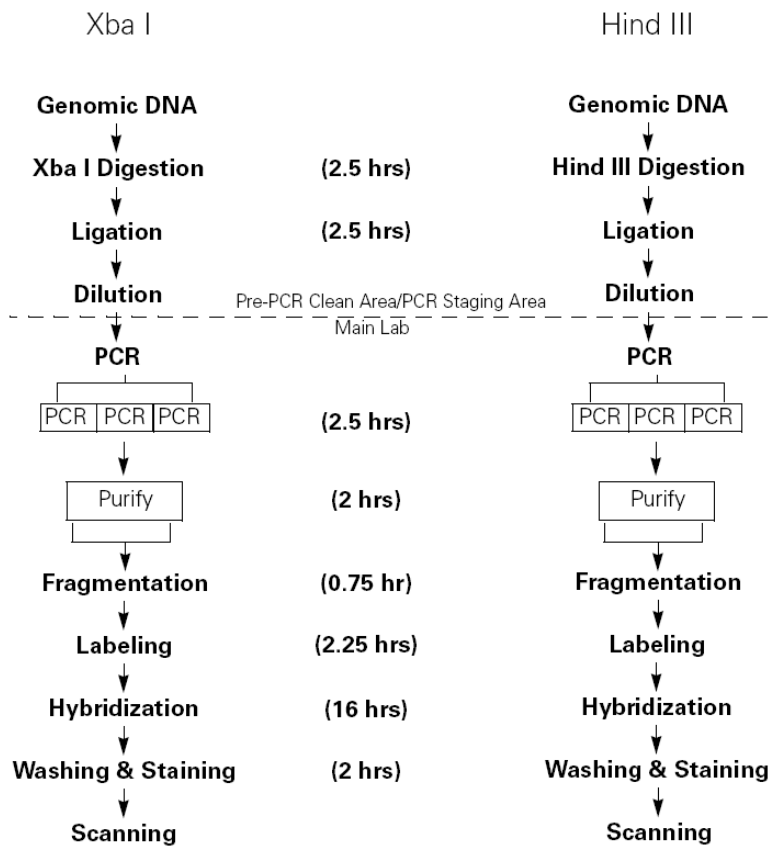 Xba I Hind III
Genomic DNA Genomic DNA
Xba I Digestion (2.5 hrs) Hind III Digestion
Ligation (2.5 hrs) Ligation
Dilution Pre-PCR Clean Area/PCR Staging Area Dilution
Main Lab
PCR PCR
PCR PCR PCR (2.5 hrs) PCR PCR PCR
Purify (2 hrs) Purify
Fragmentation (0.75 hr) Fragmentation
Labeling (2.25 hrs) Labeling
Hybridization (16 hrs) Hybridization
Washing & Staining (2 hrs) Washing & Staining
Scanning Scanning